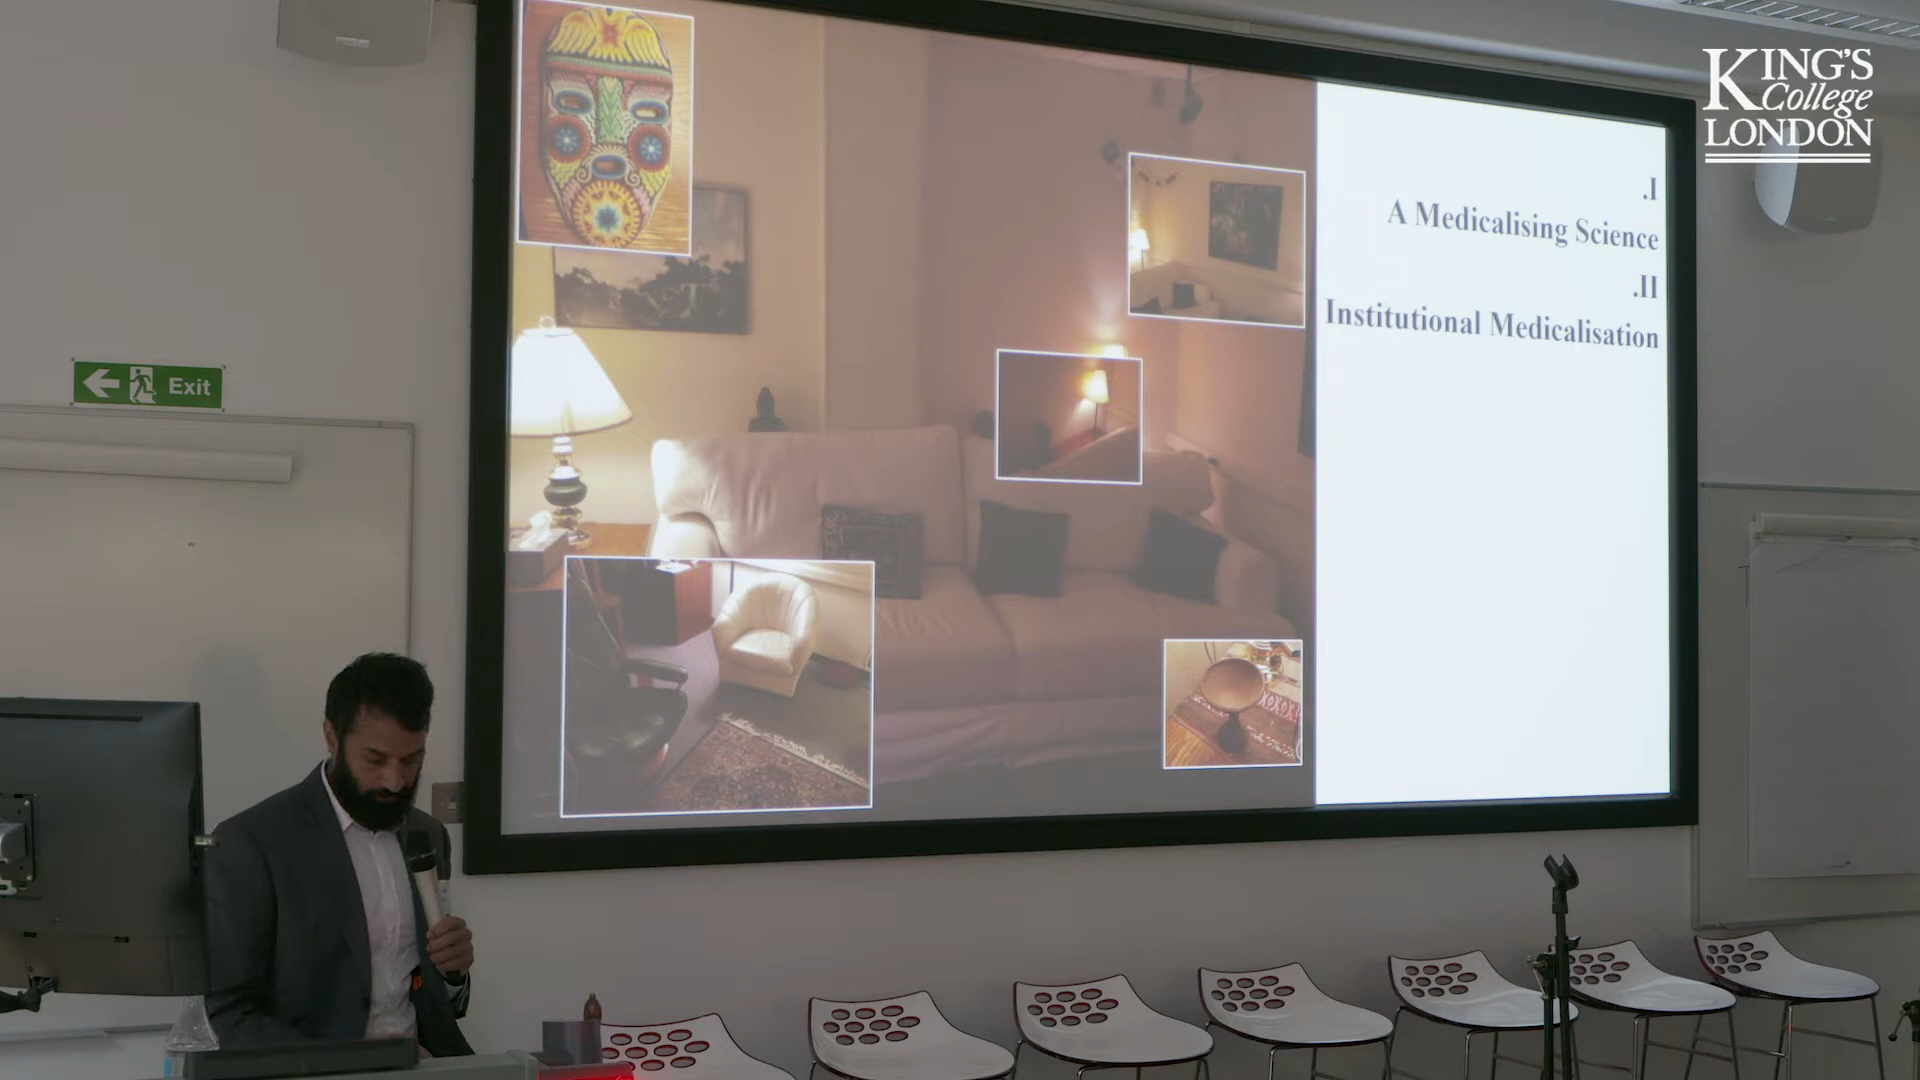 KING'S
College
LONDON
.I
A Medicalising Science
.II
Institutional Medicalisation
Exit